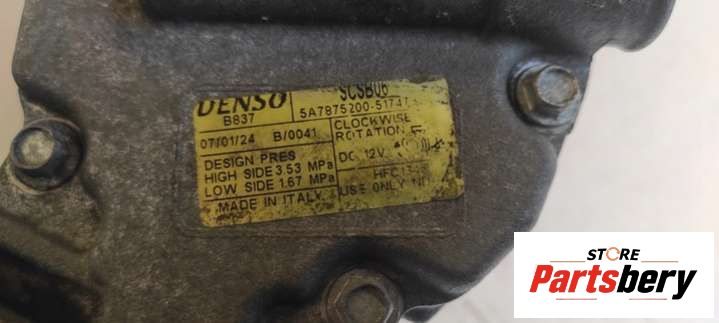 DENSO
B837
SCSB06
5A7875200-5174
07/01/24 B/0041
CLOCKWISE
ROTATION
DESIGN PRES
HIGH SIDE 3.53 MPa
LOW SIDE 1.67 MPa
DC 12V
HFC134
USE ONLY
MADE IN ITALY
STORE
Partsbery